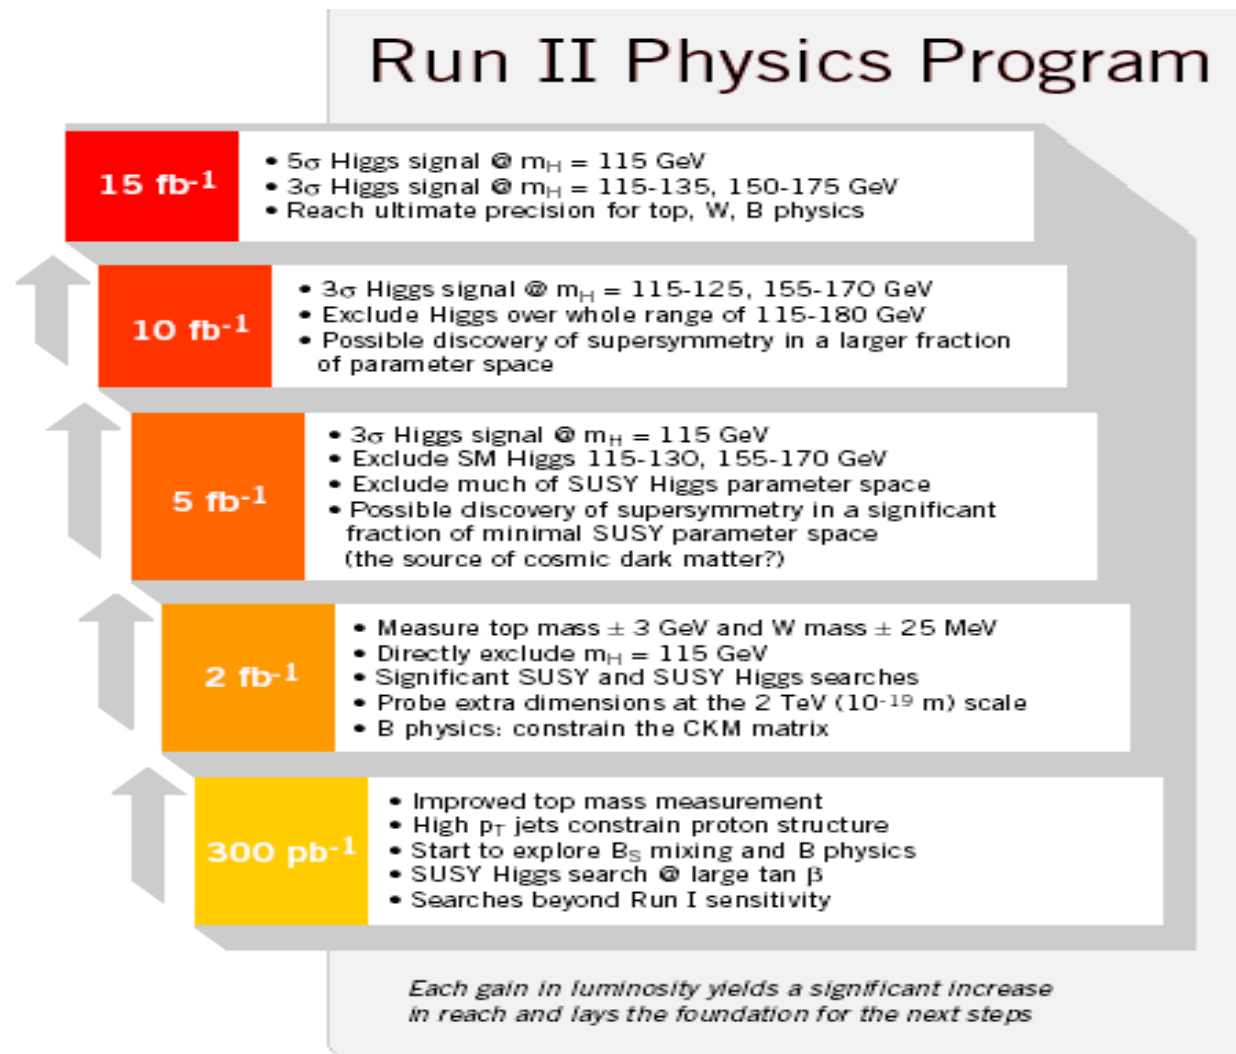 Run II Physics Program
15 fb⁻¹
• 5σ Higgs signal @ m_H = 115 GeV
• 3σ Higgs signal @ m_H = 115-135, 150-175 GeV
• Reach ultimate precision for top, W, B physics
10 fb⁻¹
• 3σ Higgs signal @ m_H = 115-125, 155-170 GeV
• Exclude Higgs over whole range of 115-180 GeV
• Possible discovery of supersymmetry in a larger fraction
of parameter space
5 fb⁻¹
• 3σ Higgs signal @ m_H = 115 GeV
• Exclude SM Higgs 115-130, 155-170 GeV
• Exclude much of SUSY Higgs parameter space
• Possible discovery of supersymmetry in a significant
fraction of minimal SUSY parameter space
(the source of cosmic dark matter?)
2 fb⁻¹
• Measure top mass ± 3 GeV and W mass ± 25 MeV
• Directly exclude m_H = 115 GeV
• Significant SUSY and SUSY Higgs searches
• Probe extra dimensions at the 2 TeV (10⁻¹⁹ m) scale
• B physics: constrain the CKM matrix
300 pb⁻¹
• Improved top mass measurement
• High p_T jets constrain proton structure
• Start to explore B_S mixing and B physics
• SUSY Higgs search @ large tan β
• Searches beyond Run I sensitivity
Each gain in luminosity yields a significant increase
in reach and lays the foundation for the next steps